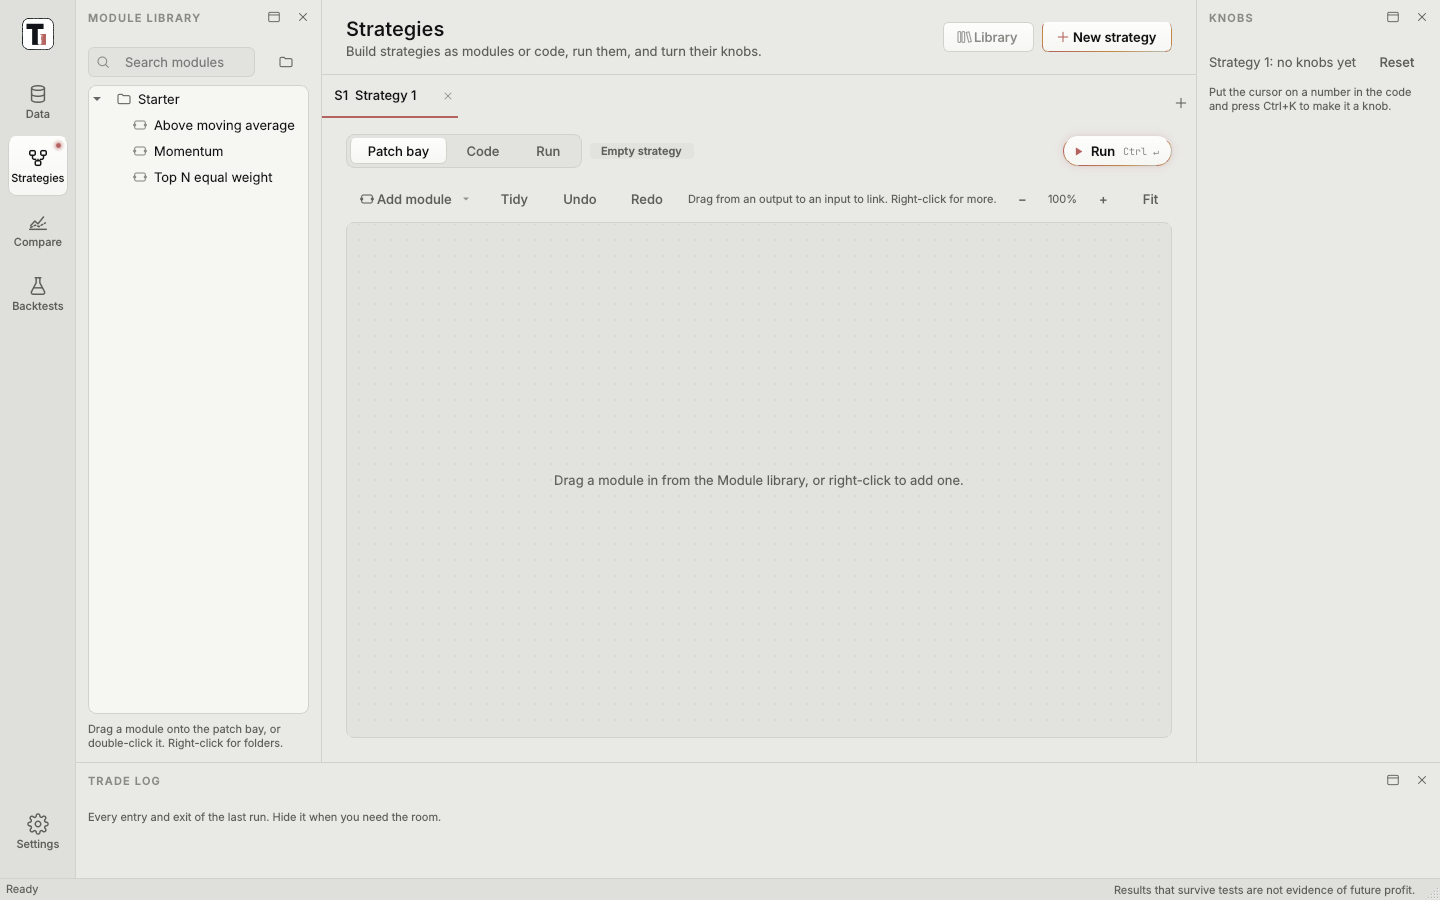 MODULE LIBRARY
Search modules
Starter
Above moving average
Momentum
Top N equal weight
Drag a module onto the patch bay, or
double-click it. Right-click for folders.
Data
Strategies
Compare
Backtests
Settings
Strategies
Build strategies as modules or code, run them, and turn their knobs.
Library
New strategy
S1 Strategy 1
Patch bay
Code
Run
Empty strategy
Run Ctrl ↵
Add module
Tidy
Undo
Redo
Drag from an output to an input to link. Right-click for more.
− 100% +
Fit
Drag a module in from the Module library, or right-click to add one.
KNOBS
Strategy 1: no knobs yet
Reset
Put the cursor on a number in the code
and press Ctrl+K to make it a knob.
TRADE LOG
Every entry and exit of the last run. Hide it when you need the room.
Ready
Results that survive tests are not evidence of future profit.